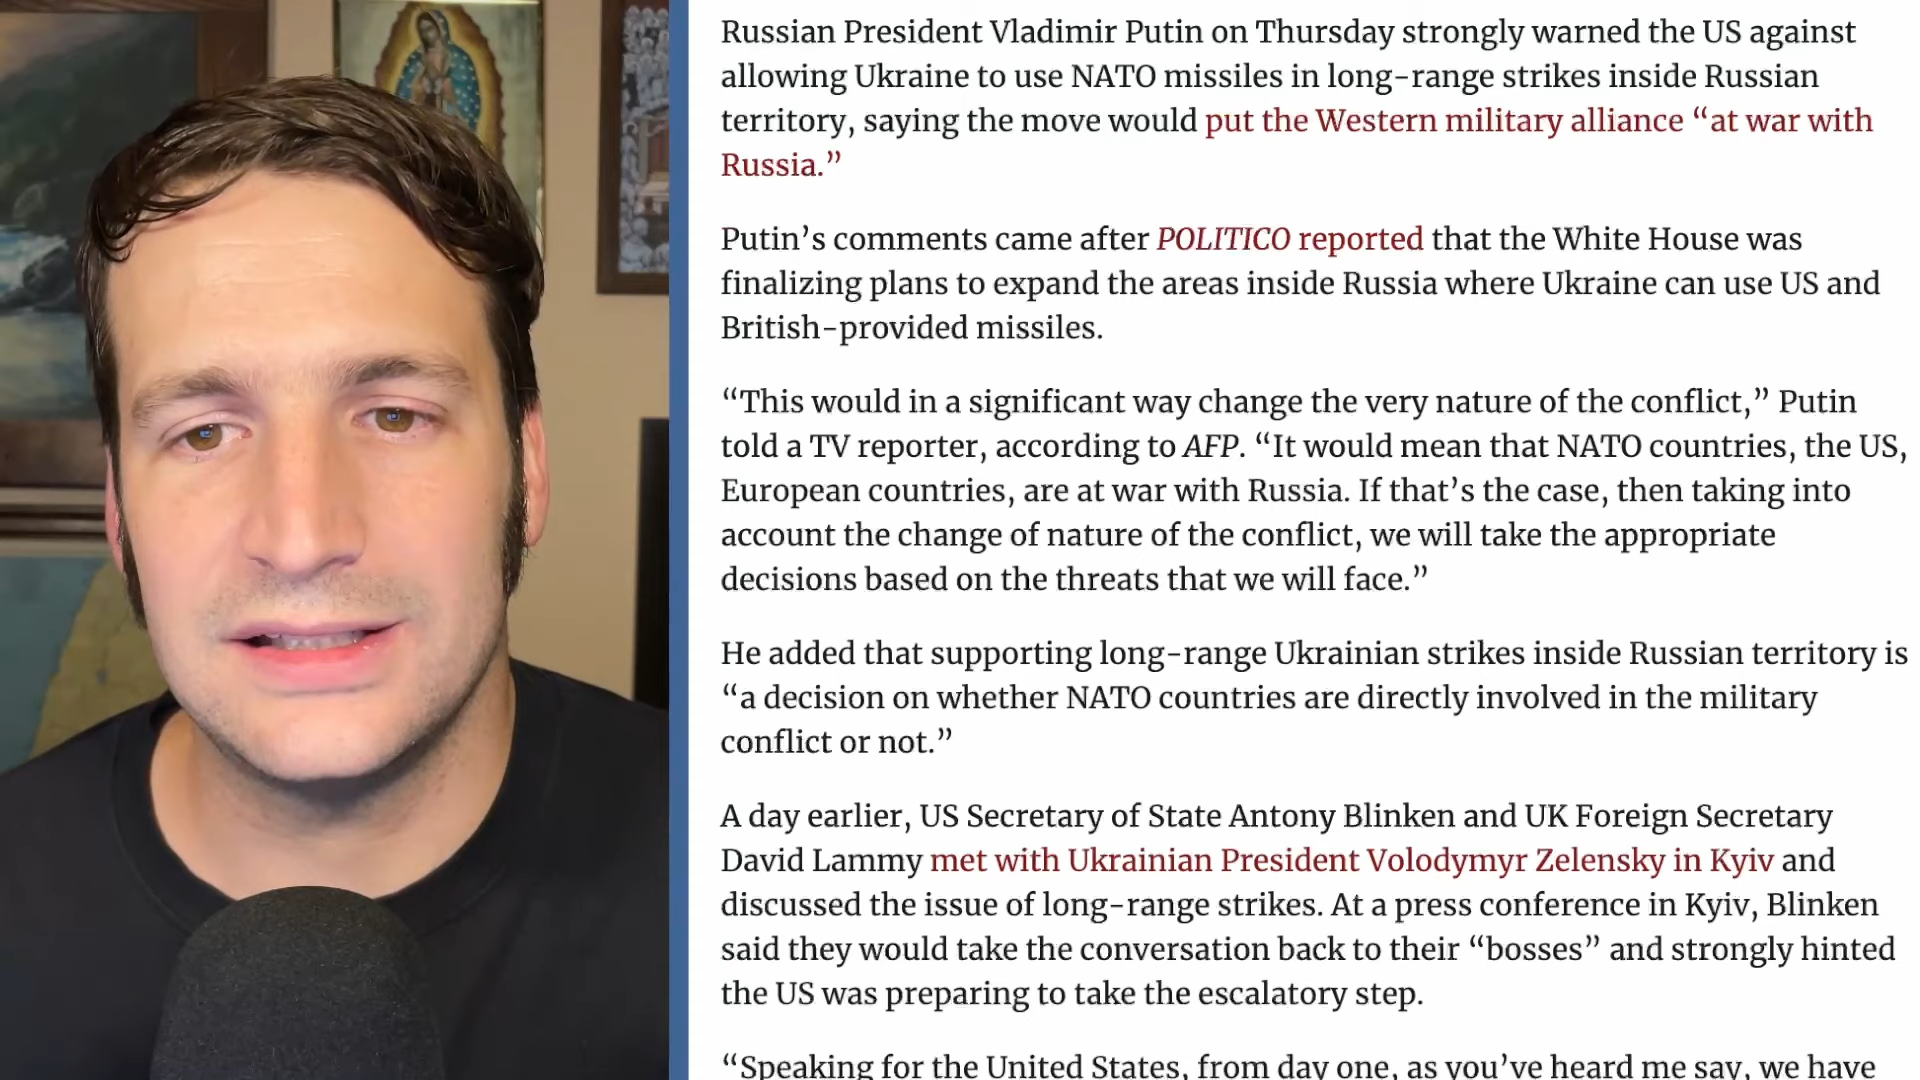 Russian President Vladimir Putin on Thursday strongly warned the US against
allowing Ukraine to use NATO missiles in long-range strikes inside Russian
territory, saying the move would put the Western military alliance “at war with
Russia.”
Putin’s comments came after POLITICO reported that the White House was
finalizing plans to expand the areas inside Russia where Ukraine can use US and
British-provided missiles.
“This would in a significant way change the very nature of the conflict,” Putin
told a TV reporter, according to AFP. “It would mean that NATO countries, the US,
European countries, are at war with Russia. If that’s the case, then taking into
account the change of nature of the conflict, we will take the appropriate
decisions based on the threats that we will face.”
He added that supporting long-range Ukrainian strikes inside Russian territory is
“a decision on whether NATO countries are directly involved in the military
conflict or not.”
A day earlier, US Secretary of State Antony Blinken and UK Foreign Secretary
David Lammy met with Ukrainian President Volodymyr Zelensky in Kyiv and
discussed the issue of long-range strikes. At a press conference in Kyiv, Blinken
said they would take the conversation back to their “bosses” and strongly hinted
the US was preparing to take the escalatory step.
“Speaking for the United States, from day one, as you’ve heard me say, we have